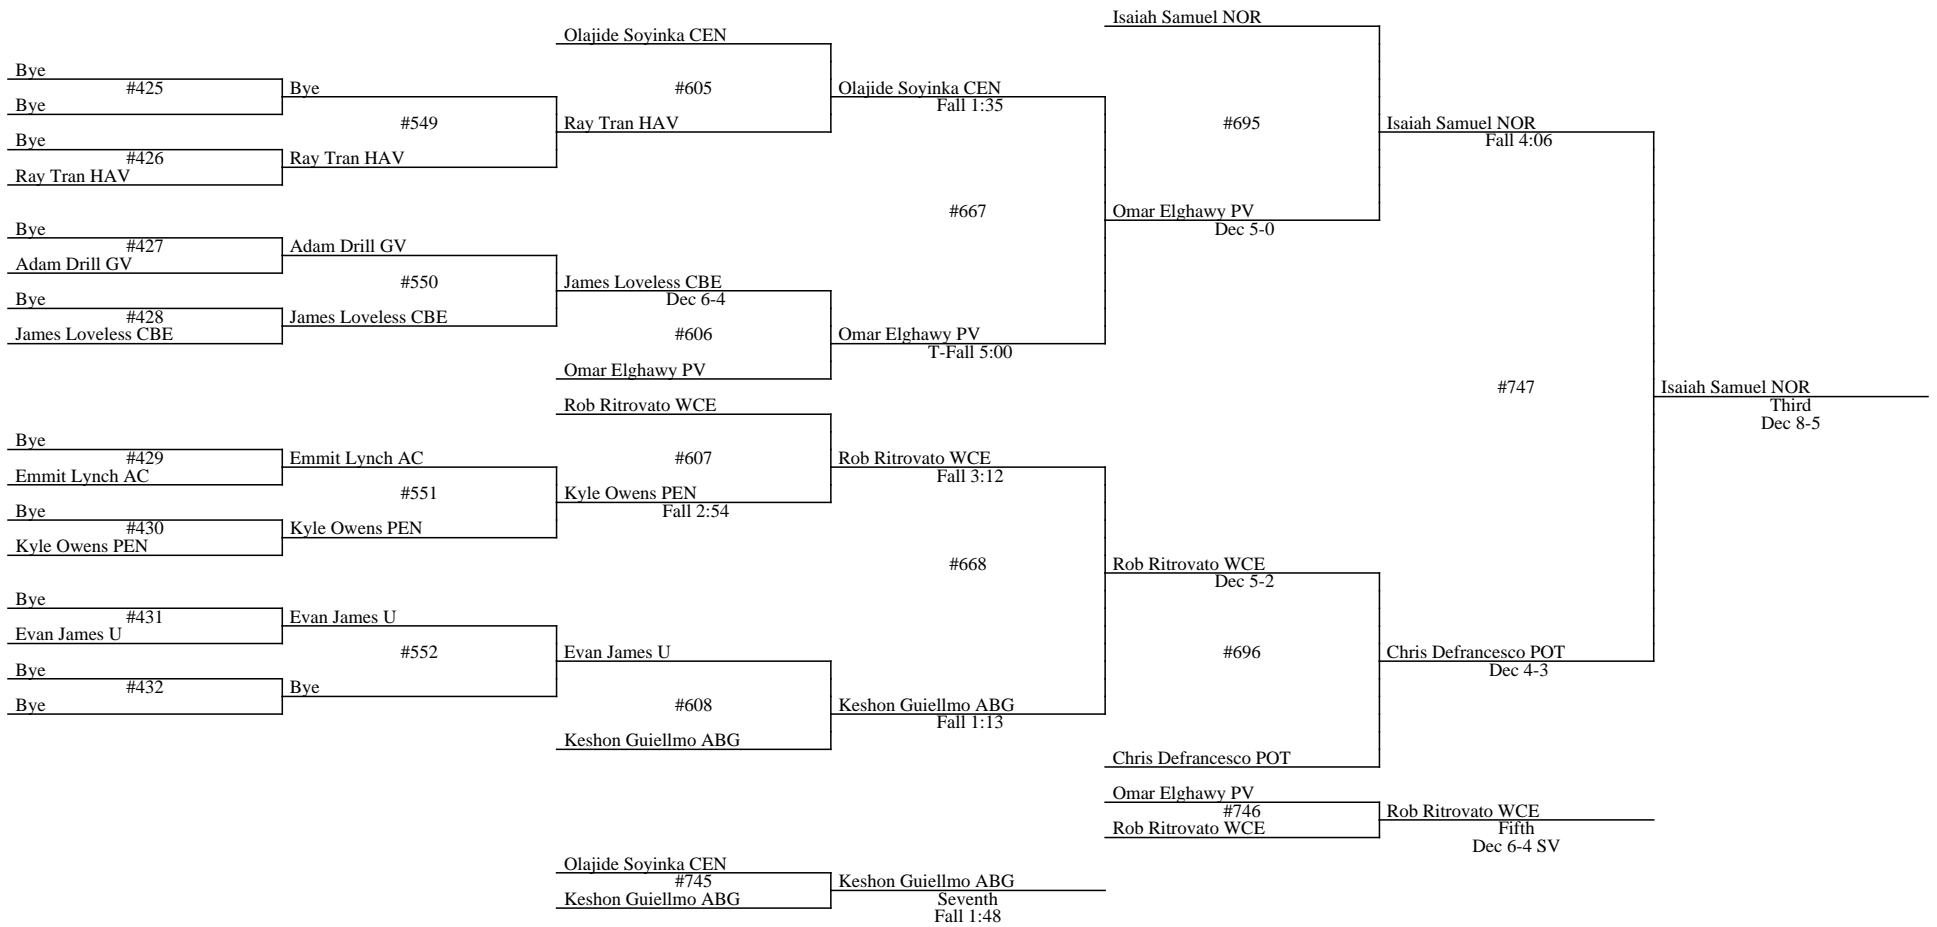 Isaiah Samuel NOR
Olajide Soyinka CEN
Bye
#425
Bye
#605
Olajide Soyinka CEN
Fall 1:35
Bye
#549
Ray Tran HAV
#695
Isaiah Samuel NOR
Fall 4:06
Bye
#426
Ray Tran HAV
Ray Tran HAV
#667
Omar Elghawy PV
Dec 5-0
Bye
#427
Adam Drill GV
Adam Drill GV
#550
James Loveless CBE
Dec 6-4
Bye
#428
James Loveless CBE
James Loveless CBE
#606
Omar Elghawy PV
T-Fall 5:00
Omar Elghawy PV
#747
Isaiah Samuel NOR
Third
Dec 8-5
Rob Ritrovato WCE
Bye
#429
Emmit Lynch AC
#607
Rob Ritrovato WCE
Fall 3:12
Emmit Lynch AC
#551
Kyle Owens PEN
Fall 2:54
Bye
#430
Kyle Owens PEN
Kyle Owens PEN
#668
Rob Ritrovato WCE
Dec 5-2
Bye
#431
Evan James U
Evan James U
#552
Evan James U
#696
Chris Defrancesco POT
Dec 4-3
Bye
#432
Bye
Bye
#608
Keshon Guiellmo ABG
Fall 1:13
Keshon Guiellmo ABG
Chris Defrancesco POT
Omar Elghawy PV
#746
Rob Ritrovato WCE
Rob Ritrovato WCE
Fifth
Dec 6-4 SV
Olajide Soyinka CEN
#745
Keshon Guiellmo ABG
Keshon Guiellmo ABG
Seventh
Fall 1:48